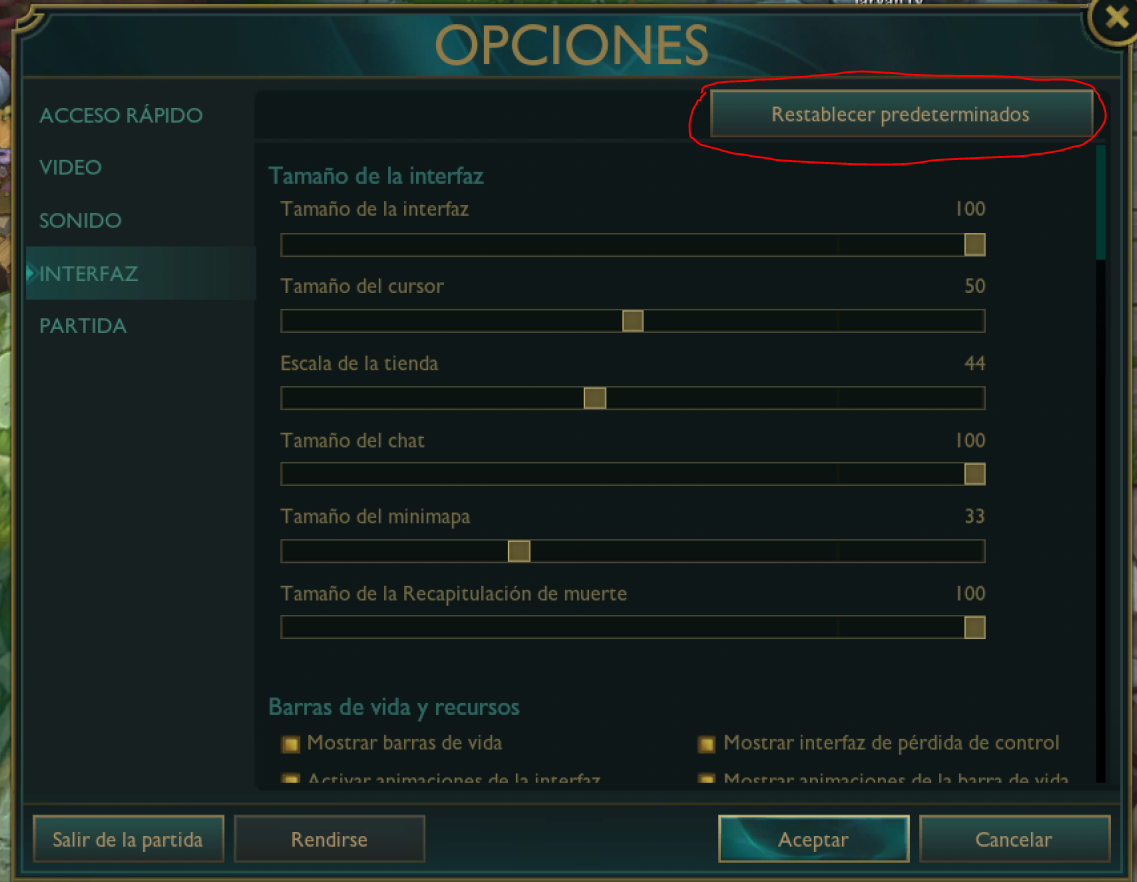 OPCIONES
ACCESO RÁPIDO
VIDEO
SONIDO
INTERFAZ
PARTIDA
Restablecer predeterminados
Tamaño de la interfaz
Tamaño de la interfaz 100
Tamaño del cursor 50
Escala de la tienda 44
Tamaño del chat 100
Tamaño del minimapa 33
Tamaño de la Recapitulación de muerte 100
Barras de vida y recursos
Mostrar barras de vida
Mostrar interfaz de pérdida de control
Activar animaciones de la interfaz
Mostrar animaciones de la barra de vida
Salir de la partida
Rendirse
Aceptar
Cancelar